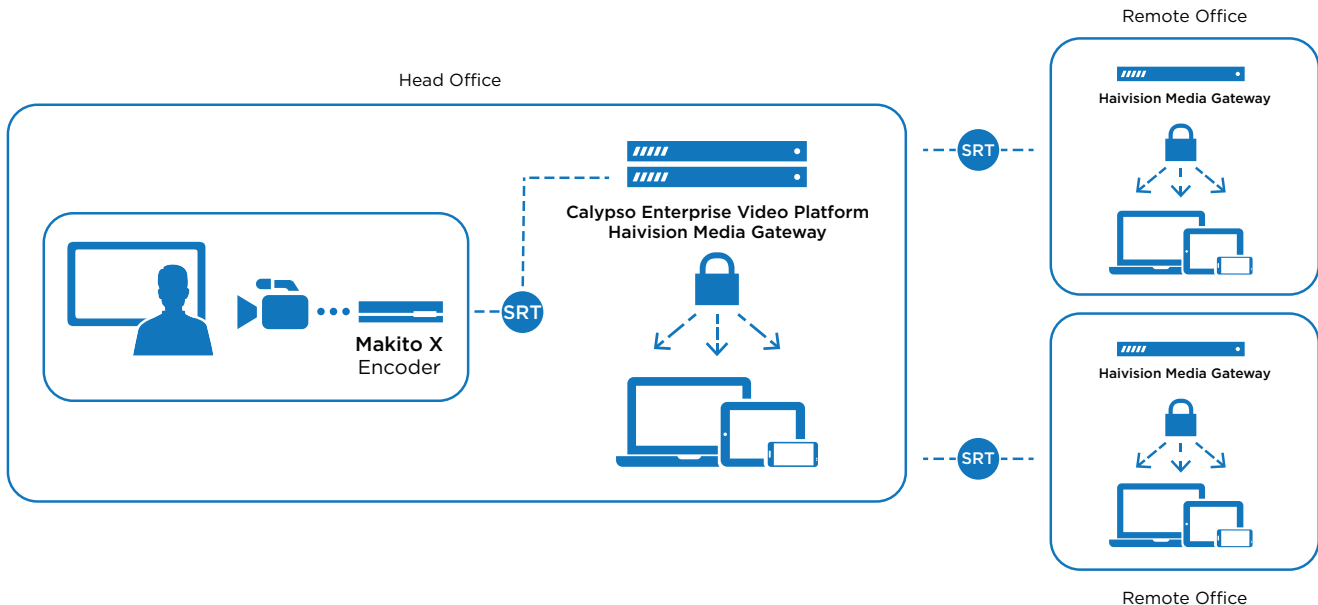 Head Office
Makito X
Encoder
SRT
Calypso Enterprise Video Platform
Haivision Media Gateway
SRT
SRT
Remote Office
Haivision Media Gateway
Haivision Media Gateway
Remote Office